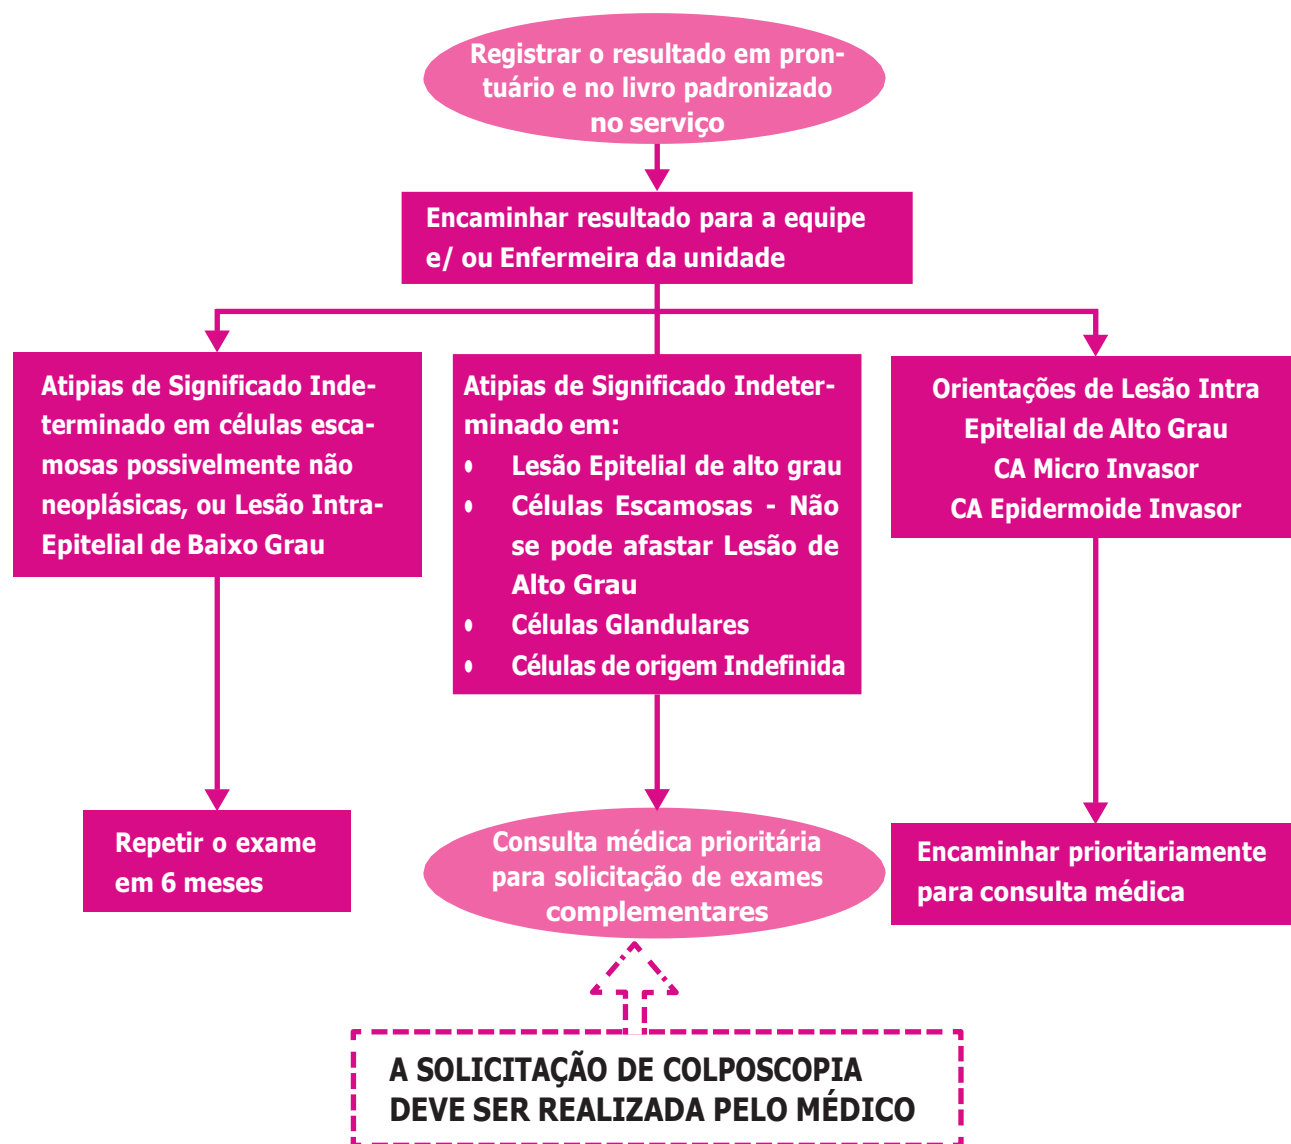 Registrar o resultado em pron-
tuário e no livro padronizado
no serviço
Encaminhar resultado para a equipe
e/ ou Enfermeira da unidade
Atipias de Significado Inde-
terminado em células esca-
mosas possivelmente não
neoplásicas, ou Lesão Intra-
Epitelial de Baixo Grau
Atipias de Significado Indeter-
minado em:
• Lesão Epitelial de alto grau
• Células Escamosas - Não
se pode afastar Lesão de
Alto Grau
• Células Glandulares
• Células de origem Indefinida
Orientações de Lesão Intra
Epitelial de Alto Grau
CA Micro Invasor
CA Epidermoide Invasor
Repetir o exame
em 6 meses
Consulta médica prioritária
para solicitação de exames
complementares
Encaminhar prioritariamente
para consulta médica
A SOLICITAÇÃO DE COLPOSCOPIA
DEVE SER REALIZADA PELO MÉDICO